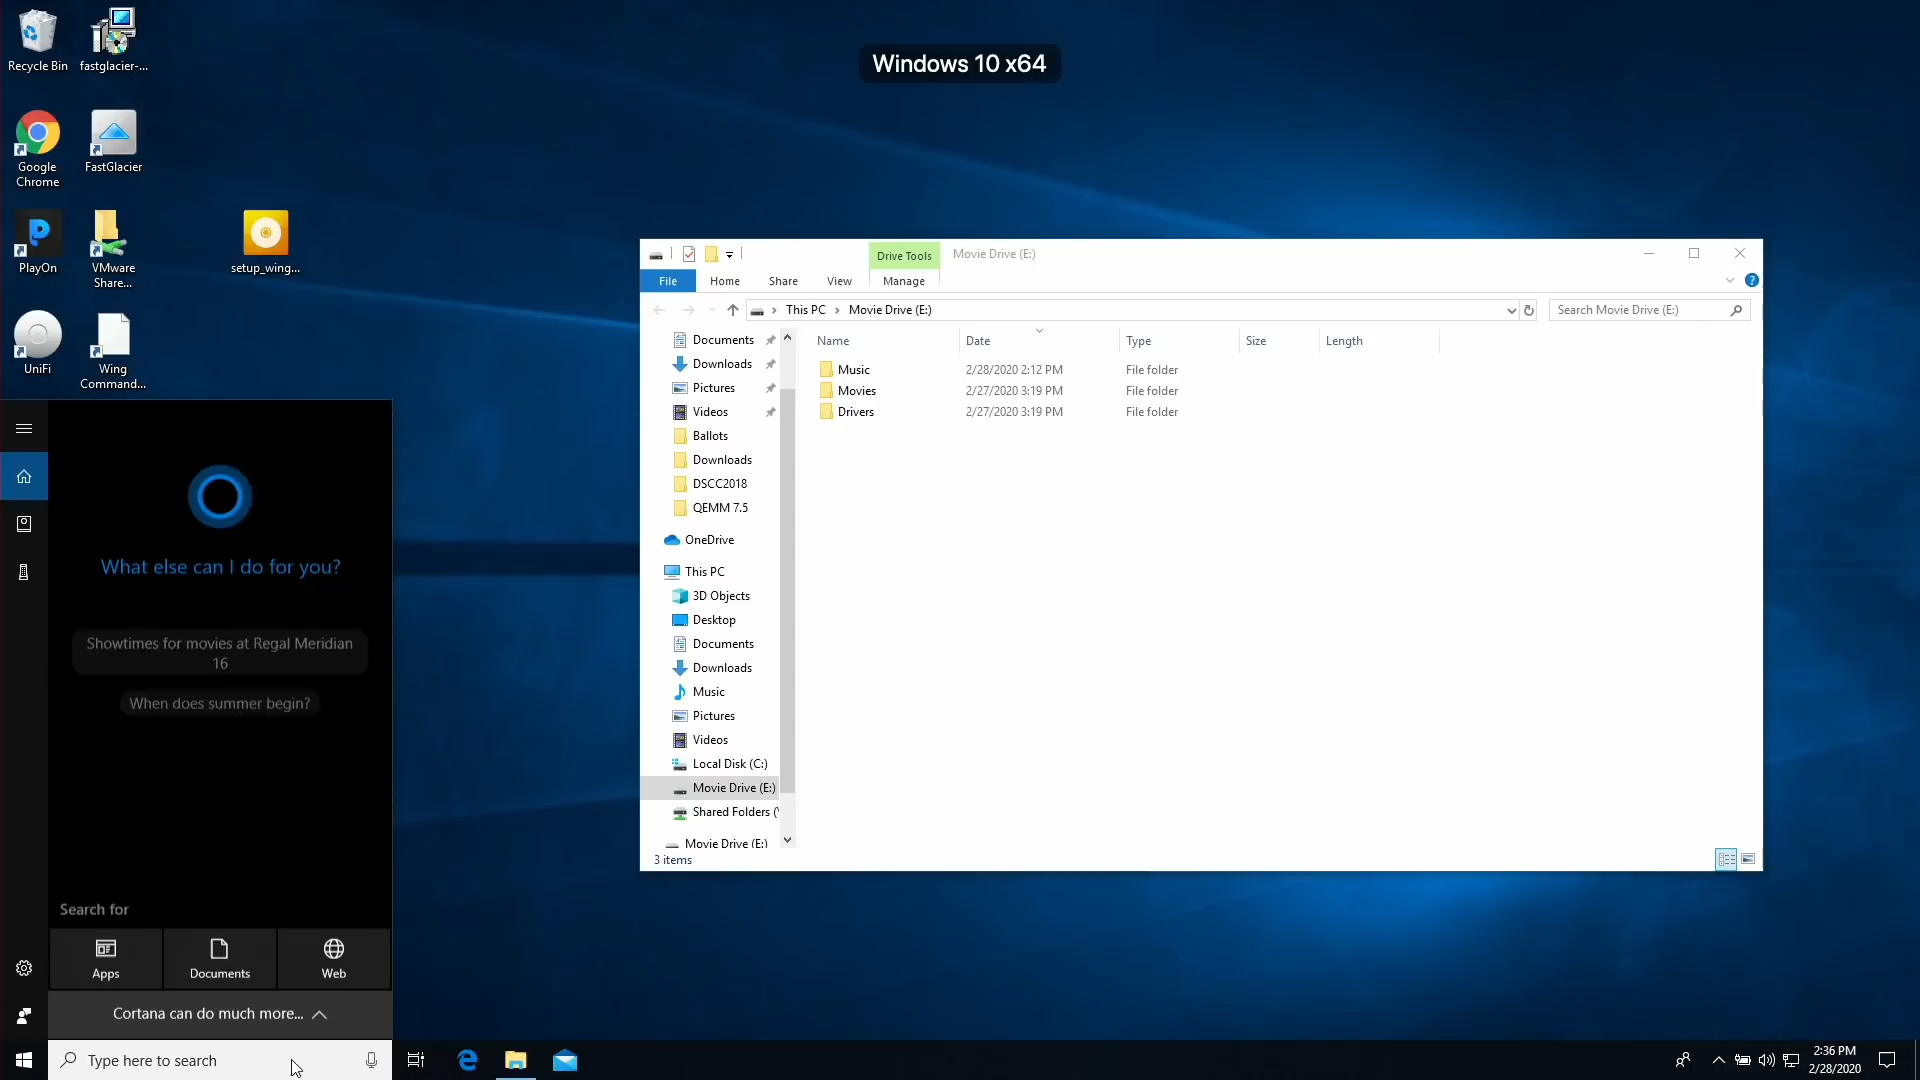 Recycle Bin
fastglacier-...
Google
Chrome
FastGlacier
PlayOn
VMware
Share...
setup_wing...
UniFi
Wing
Command...
Windows 10 x64
Drive Tools
Movie Drive (E:)
File
Home
Share
View
Manage
This PC
Movie Drive (E:)
Search Movie Drive (E:)
Documents
Downloads
Pictures
Videos
Ballots
Downloads
DSCC2018
QEMM 7.5
OneDrive
This PC
3D Objects
Desktop
Documents
Downloads
Music
Pictures
Videos
Local Disk (C:)
Movie Drive (E:)
Shared Folders (
Movie Drive (E:)
3 items
Name Date Type Size Length
Music 2/28/2020 2:12 PM File folder
Movies 2/27/2020 3:19 PM File folder
Drivers 2/27/2020 3:19 PM File folder
What else can I do for you?
Showtimes for movies at Regal Meridian
16
When does summer begin?
Search for
Apps
Documents
Web
Cortana can do much more...
Type here to search
2:36 PM
2/28/2020